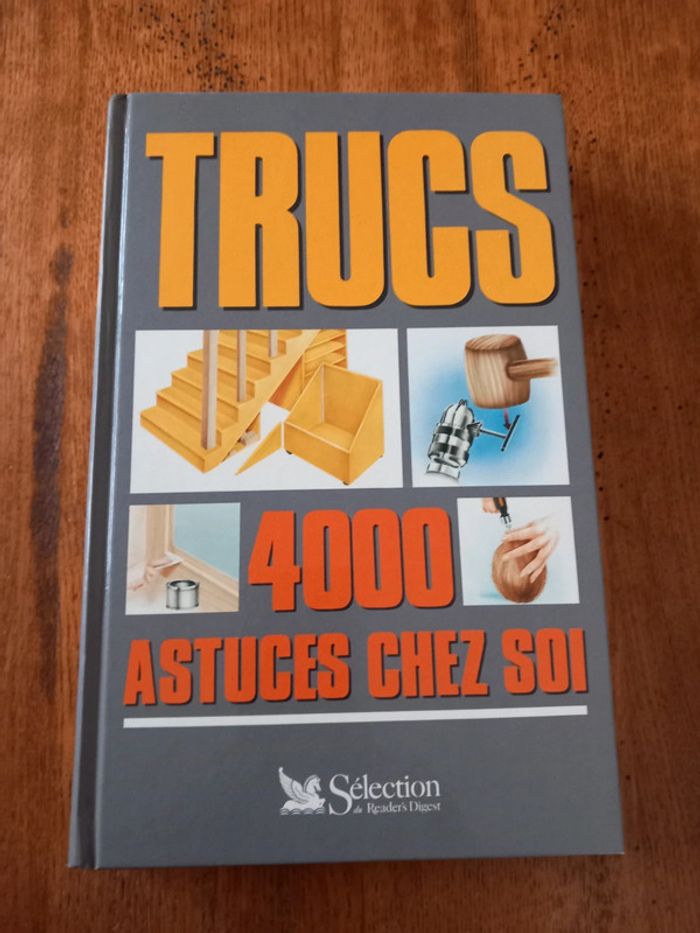 TRUCS
4000
ASTUCES CHEZ SOI
Sélection
du Reader's Digest